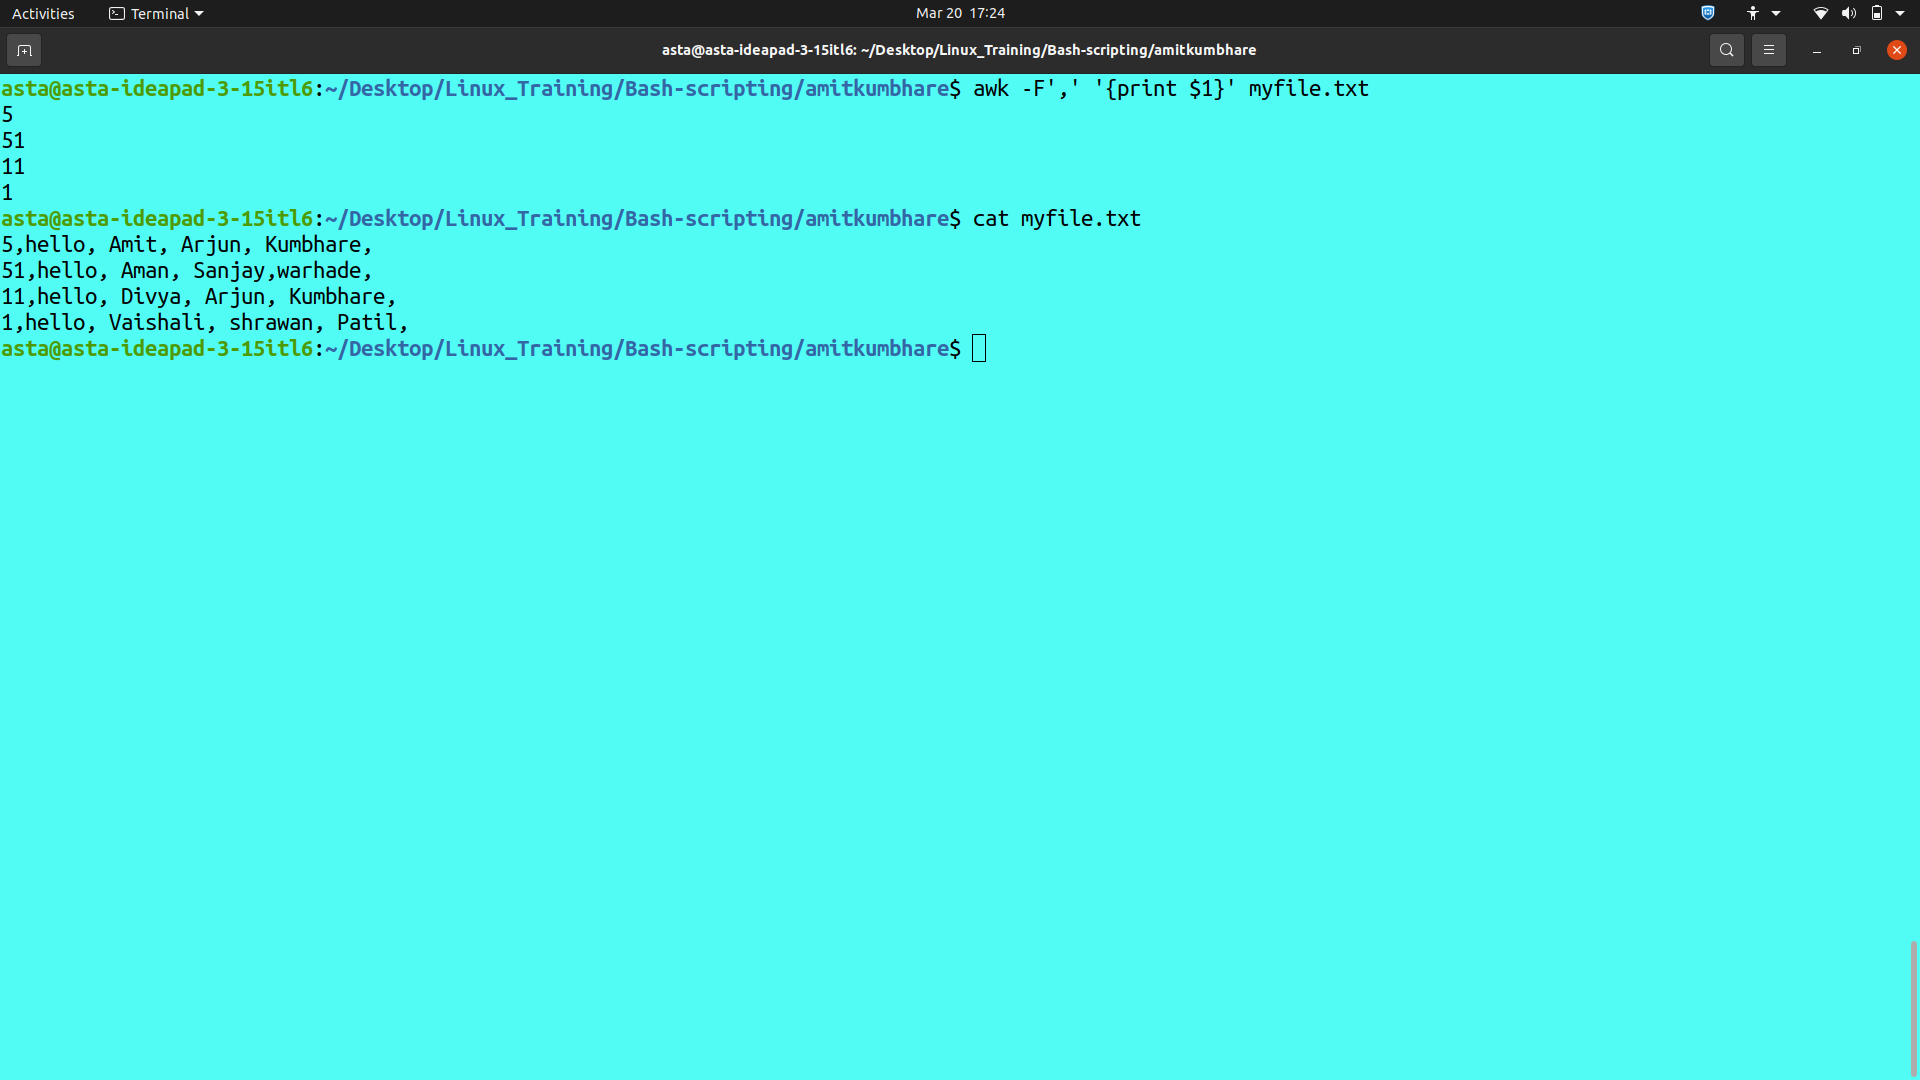 Activities Terminal Mar 20 17:24
asta@asta-ideapad-3-15itl6: ~/Desktop/Linux_Training/Bash-scripting/amitkumbhare
asta@asta-ideapad-3-15itl6:~/Desktop/Linux_Training/Bash-scripting/amitkumbhare$ awk -F',' '{print $1}' myfile.txt
5
51
11
1
asta@asta-ideapad-3-15itl6:~/Desktop/Linux_Training/Bash-scripting/amitkumbhare$ cat myfile.txt
5,hello, Amit, Arjun, Kumbhare,
51,hello, Aman, Sanjay,warhade,
11,hello, Divya, Arjun, Kumbhare,
1,hello, Vaishali, shrawan, Patil,
asta@asta-ideapad-3-15itl6:~/Desktop/Linux_Training/Bash-scripting/amitkumbhare$